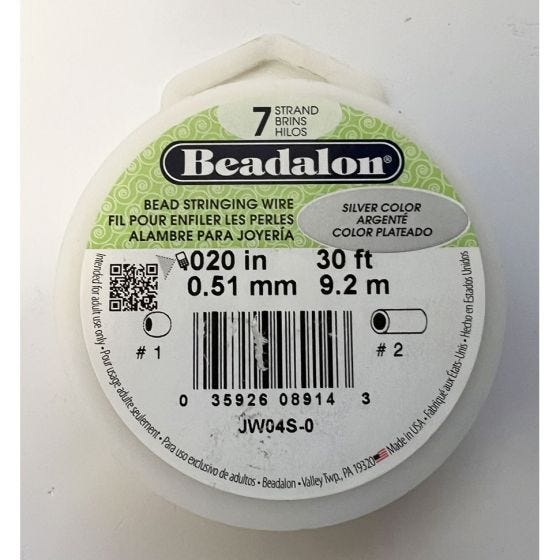 7 STRAND
BRINS
HILOS
Beadalon®
BEAD STRINGING WIRE
FIL POUR ENFILER LES PERLES
ALAMBRE PARA JOYERÍA
SILVER COLOR
ARGENTÉ
COLOR PLATEADO
020 in 30 ft
0.51 mm 9.2 m
# 1
# 2
0 35926 08914 3
JW04S-0
Intended for adult use only • Pour usage adulte seulement • Para uso exclusivo de adultos • Beadalon • Valley Twp., PA 19320 Made in USA • Fabriqué aux États-Unis • Hecho en Estados Unidos